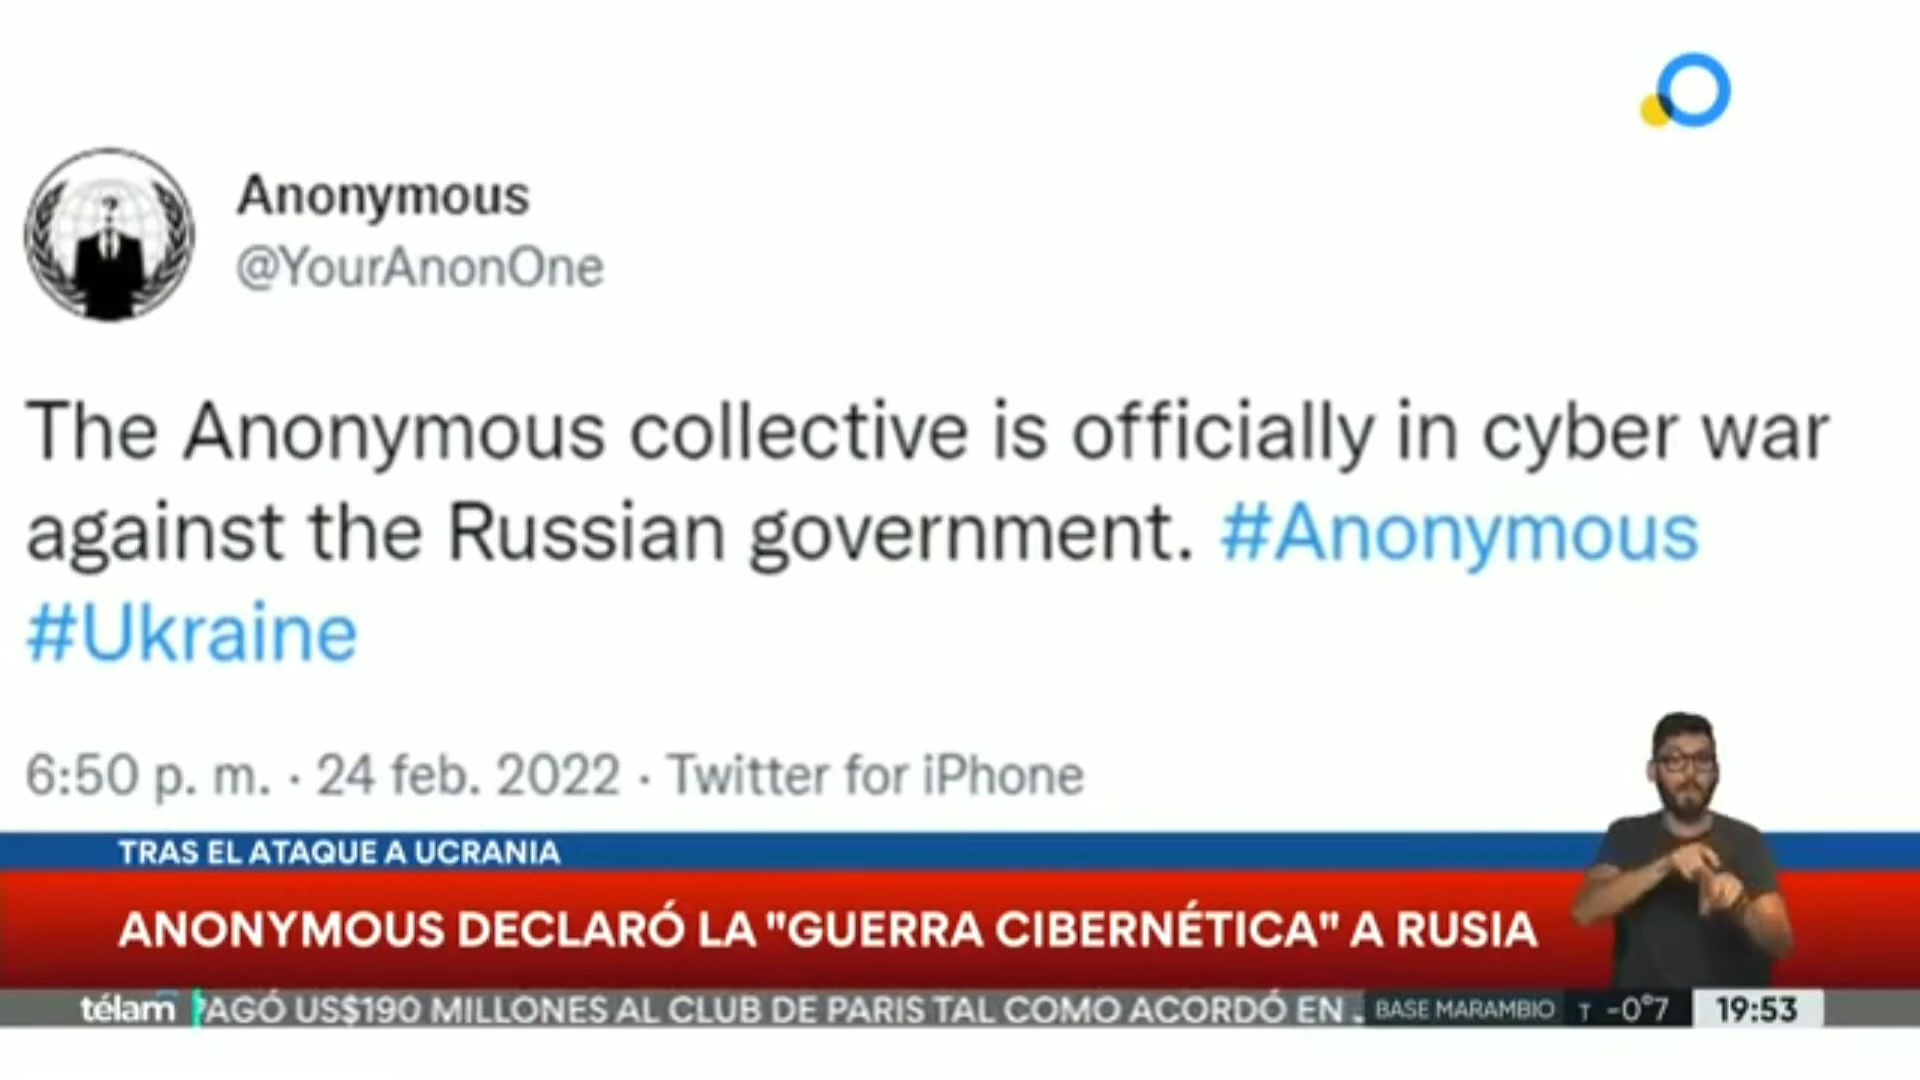 Anonymous
@YourAnonOne
The Anonymous collective is officially in cyber war
against the Russian government. #Anonymous
#Ukraine
6:50 p. m. · 24 feb. 2022 · Twitter for iPhone
TRAS EL ATAQUE A UCRANIA
ANONYMOUS DECLARÓ LA "GUERRA CIBERNÉTICA" A RUSIA
télam PAGÓ US$190 MILLONES AL CLUB DE PARIS TAL COMO ACORDÓ EN BASE MARAMBIO T -0°7 19:53